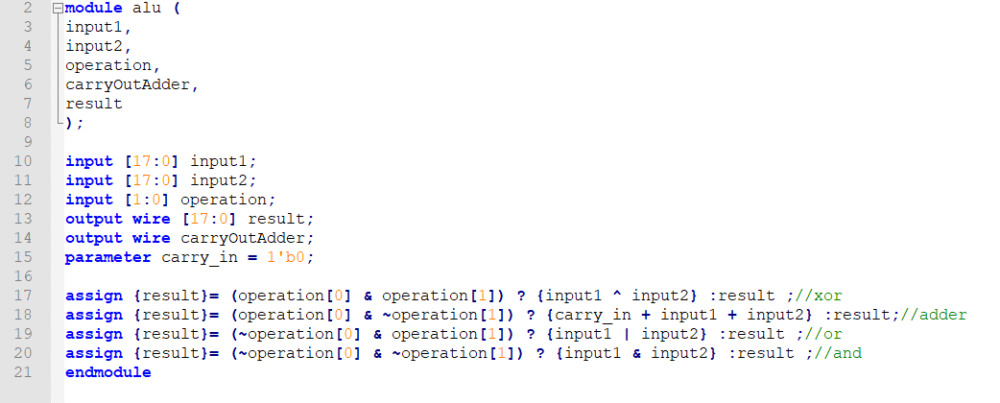 2 module alu (
3 input1,
4 input2,
5 operation,
6 carryOutAdder,
7 result
8 );
9
10 input [17:0] input1;
11 input [17:0] input2;
12 input [1:0] operation;
13 output wire [17:0] result;
14 output wire carryOutAdder;
15 parameter carry_in = 1'b0;
16
17 assign {result}= (operation[0] & operation[1]) ? {input1 ^ input2} :result ;//xor
18 assign {result}= (operation[0] & ~operation[1]) ? {carry_in + input1 + input2} :result;//adder
19 assign {result}= (~operation[0] & operation[1]) ? {input1 | input2} :result ;//or
20 assign {result}= (~operation[0] & ~operation[1]) ? {input1 & input2} :result ;//and
21 endmodule